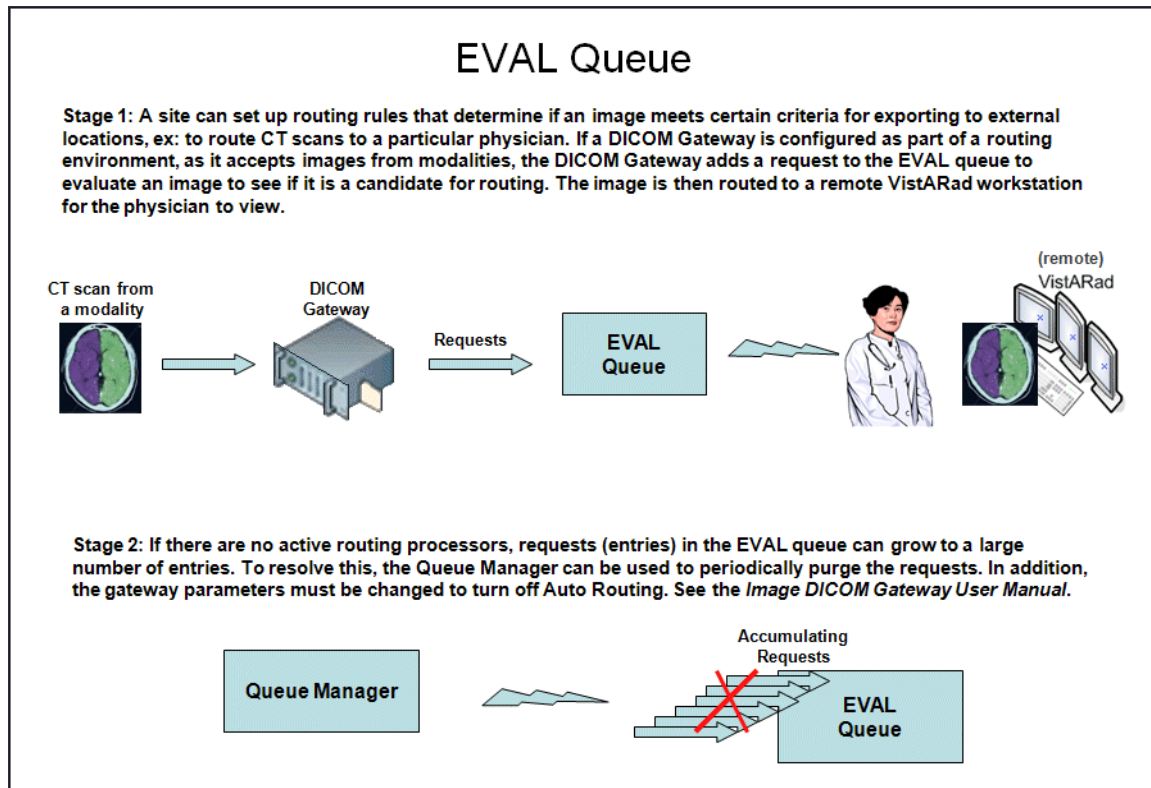 EVAL Queue
Stage 1: A site can set up routing rules that determine if an image meets certain criteria for exporting to external
locations, ex: to route CT scans to a particular physician. If a DICOM Gateway is configured as part of a routing
environment, as it accepts images from modalities, the DICOM Gateway adds a request to the EVAL queue to
evaluate an image to see if it is a candidate for routing. The image is then routed to a remote VistARad workstation
for the physician to view.
CT scan from
a modality
DICOM
Gateway
Requests
EVAL
Queue
(remote)
VistARad
Stage 2: If there are no active routing processors, requests (entries) in the EVAL queue can grow to a large
number of entries. To resolve this, the Queue Manager can be used to periodically purge the requests. In addition,
the gateway parameters must be changed to turn off Auto Routing. See the Image DICOM Gateway User Manual.
Queue Manager
Accumulating
Requests
EVAL
Queue